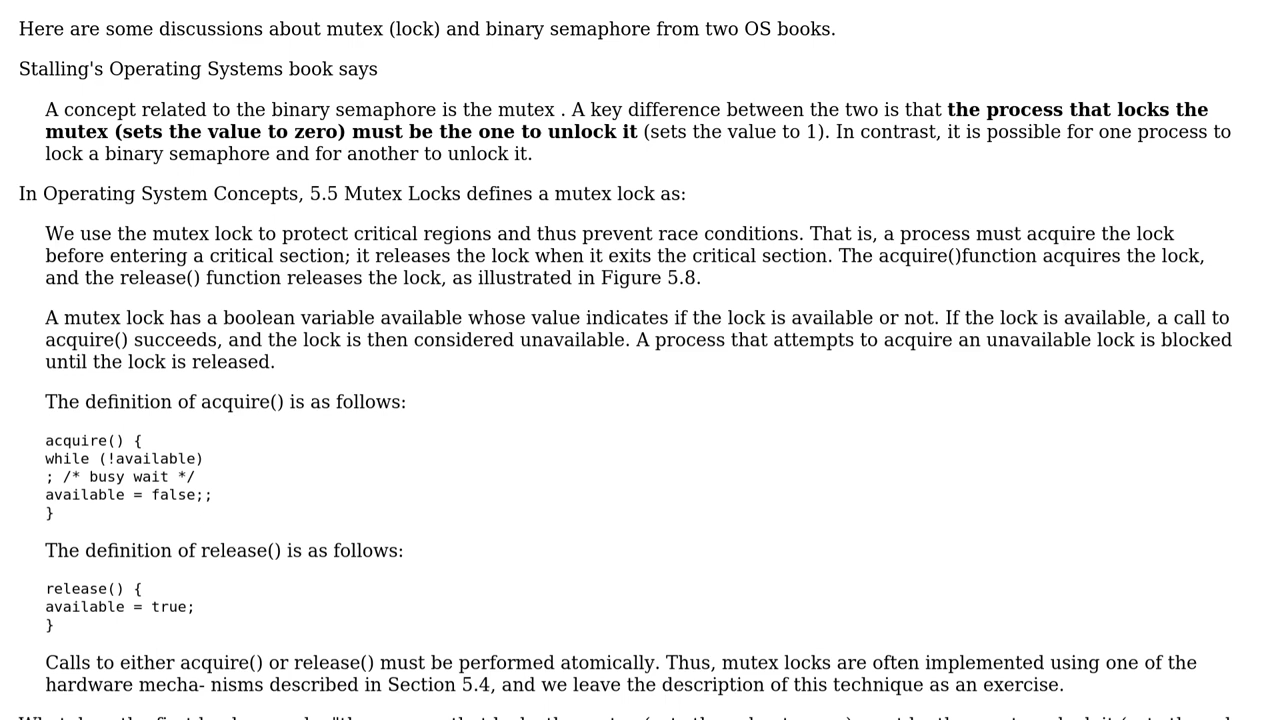 Here are some discussions about mutex (lock) and binary semaphore from two OS books.
Stalling's Operating Systems book says
A concept related to the binary semaphore is the mutex . A key difference between the two is that the process that locks the
mutex (sets the value to zero) must be the one to unlock it (sets the value to 1). In contrast, it is possible for one process to
lock a binary semaphore and for another to unlock it.
In Operating System Concepts, 5.5 Mutex Locks defines a mutex lock as:
We use the mutex lock to protect critical regions and thus prevent race conditions. That is, a process must acquire the lock
before entering a critical section; it releases the lock when it exits the critical section. The acquire()function acquires the lock,
and the release() function releases the lock, as illustrated in Figure 5.8.
A mutex lock has a boolean variable available whose value indicates if the lock is available or not. If the lock is available, a call to
acquire() succeeds, and the lock is then considered unavailable. A process that attempts to acquire an unavailable lock is blocked
until the lock is released.
The definition of acquire() is as follows:
acquire() {
while (!available)
; /* busy wait */
available = false;;
}
The definition of release() is as follows:
release() {
available = true;
}
Calls to either acquire() or release() must be performed atomically. Thus, mutex locks are often implemented using one of the
hardware mecha- nisms described in Section 5.4, and we leave the description of this technique as an exercise.